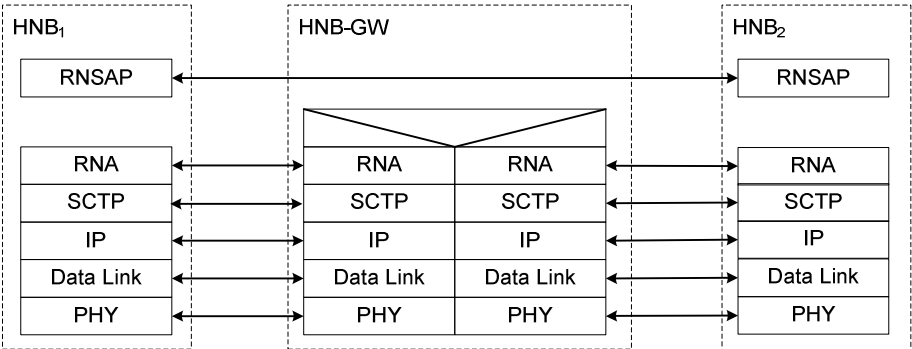 HNB₁ HNB-GW HNB₂
RNSAP RNSAP
RNA RNA RNA RNA
SCTP SCTP SCTP SCTP
IP IP IP IP
Data Link Data Link Data Link Data Link
PHY PHY PHY PHY